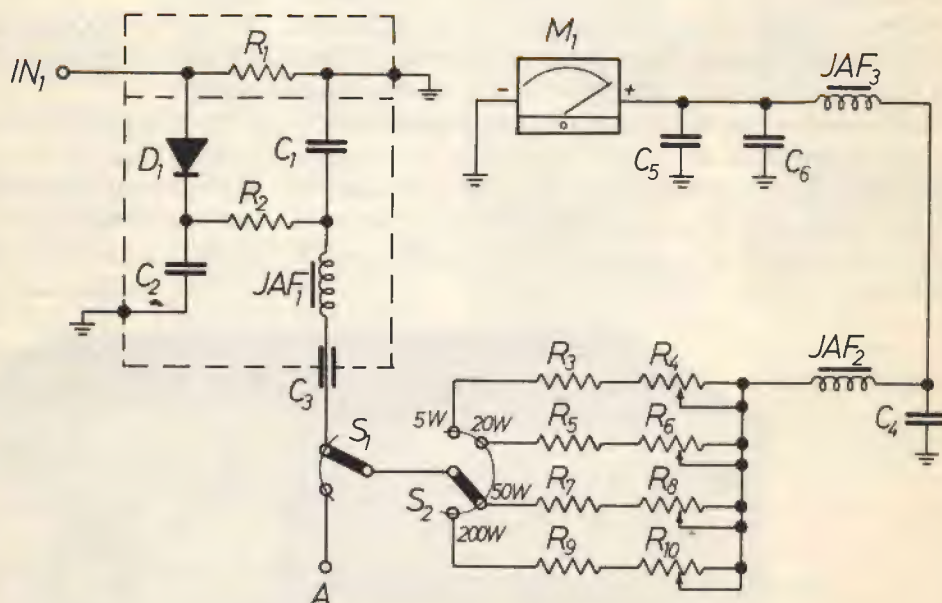 IN1
R1
M1
- +
JAF3
D1
C1
C5
C6
R2
C2
JAF1
C3
S1
A
S2
5W
20W
50W
200W
R3
R4
R5
R6
R7
R8
R9
R10
JAF2
C4